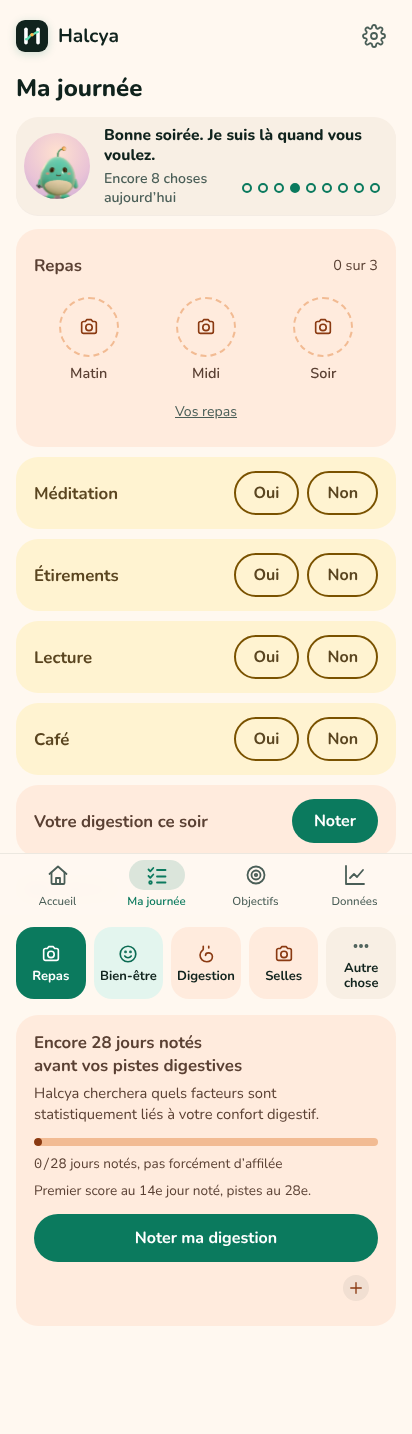 Halcya
Ma journée
Bonne soirée. Je suis là quand vous
voulez.
Encore 8 choses
aujourd'hui
Repas
0 sur 3
Matin
Midi
Soir
Vos repas
Méditation
Oui
Non
Étirements
Oui
Non
Lecture
Oui
Non
Café
Oui
Non
Votre digestion ce soir
Noter
Accueil
Ma journée
Objectifs
Données
Repas
Bien-être
Digestion
Selles
Autre
chose
Encore 28 jours notés
avant vos pistes digestives
Halcya cherchera quels facteurs sont
statistiquement liés à votre confort digestif.
0/28 jours notés, pas forcément d'affilée
Premier score au 14e jour noté, pistes au 28e.
Noter ma digestion